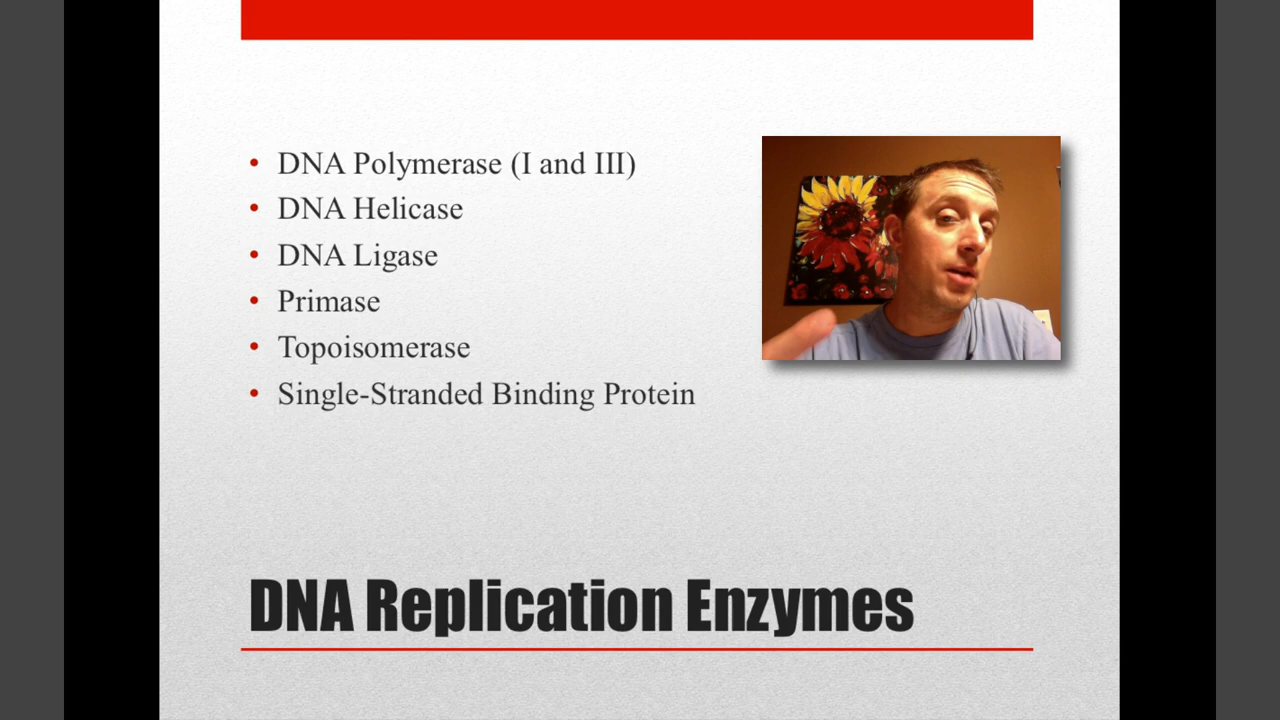 DNA Polymerase (I and III)
DNA Helicase
DNA Ligase
Primase
Topoisomerase
Single-Stranded Binding Protein
DNA Replication Enzymes